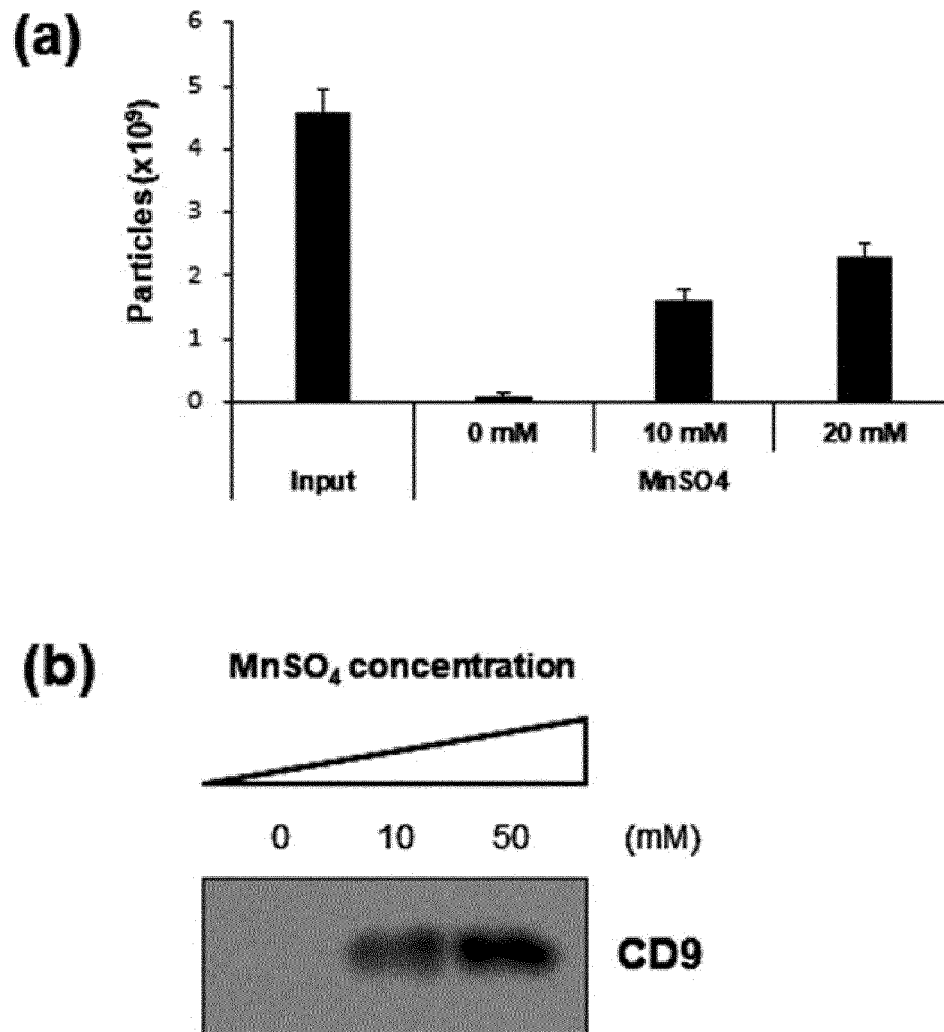 (a)
Particles (x10⁹)
6
5
4
3
2
1
0
0 mM 10 mM 20 mM
Input MnSO4
(b)
MnSO₄ concentration
0 10 50 (mM)
CD9